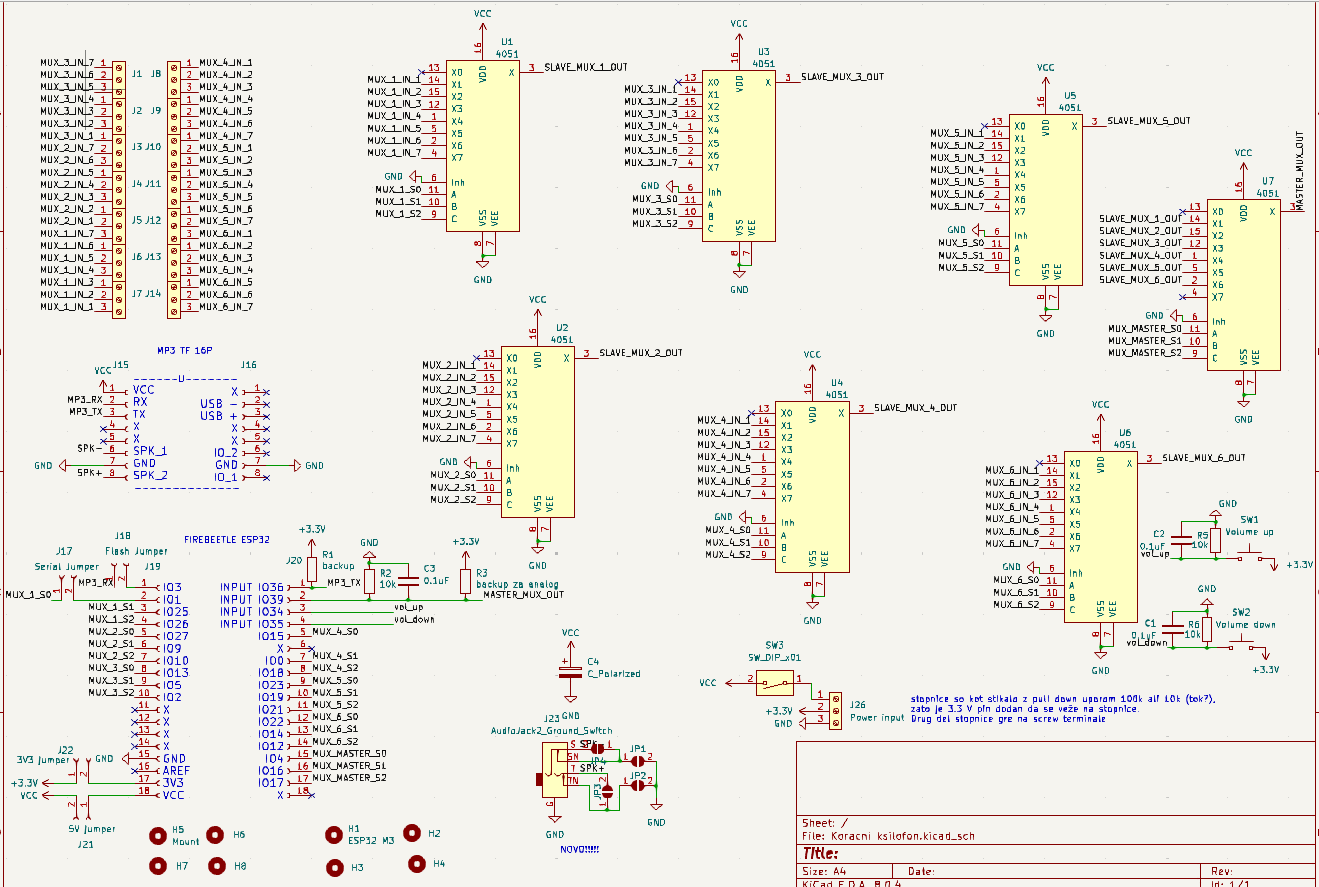 MUX_3_IN_7 1
MUX_3_IN_6 2
MUX_3_IN_5 3
MUX_3_IN_4 1
MUX_3_IN_3 2
MUX_3_IN_2 3
MUX_3_IN_1 1
MUX_2_IN_7 2
MUX_2_IN_6 3
MUX_2_IN_5 1
MUX_2_IN_4 2
MUX_2_IN_3 3
MUX_2_IN_2 1
MUX_2_IN_1 2
MUX_1_IN_7 3
MUX_1_IN_6 1
MUX_1_IN_5 2
MUX_1_IN_4 3
MUX_1_IN_3 1
MUX_1_IN_2 2
MUX_1_IN_1 3
J1 J8
J2 J9
J3 J10
J4 J11
J5 J12
J6 J13
J7 J14
1 MUX_4_IN_1
2 MUX_4_IN_2
3 MUX_4_IN_3
1 MUX_4_IN_4
2 MUX_4_IN_5
3 MUX_4_IN_6
1 MUX_4_IN_7
2 MUX_5_IN_1
3 MUX_5_IN_2
1 MUX_5_IN_3
2 MUX_5_IN_4
3 MUX_5_IN_5
1 MUX_5_IN_6
2 MUX_5_IN_7
3 MUX_6_IN_1
1 MUX_6_IN_2
2 MUX_6_IN_3
3 MUX_6_IN_4
1 MUX_6_IN_5
2 MUX_6_IN_6
3 MUX_6_IN_7
VCC
16
U1
4051
VDD
13 X0
MUX_1_IN_1 14 X1
MUX_1_IN_2 15 X2
MUX_1_IN_3 12 X3
MUX_1_IN_4 1 X4
MUX_1_IN_5 5 X5
MUX_1_IN_6 2 X6
MUX_1_IN_7 4 X7
GND 6 Inh
MUX_1_S0 11 A
MUX_1_S1 10 B
MUX_1_S2 9 C
X 3 SLAVE_MUX_1_OUT
VSS VEE
8 7
GND
VCC
16
U3
4051
VDD
13 X0
MUX_3_IN_1 14 X1
MUX_3_IN_2 15 X2
MUX_3_IN_3 12 X3
MUX_3_IN_4 1 X4
MUX_3_IN_5 5 X5
MUX_3_IN_6 2 X6
MUX_3_IN_7 4 X7
GND 6 Inh
MUX_3_S0 11 A
MUX_3_S1 10 B
MUX_3_S2 9 C
X 3 SLAVE_MUX_3_OUT
VSS VEE
8 7
GND
VCC
16
U5
4051
VDD
13 X0
MUX_5_IN_1 14 X1
MUX_5_IN_2 15 X2
MUX_5_IN_3 12 X3
MUX_5_IN_4 1 X4
MUX_5_IN_5 5 X5
MUX_5_IN_6 2 X6
MUX_5_IN_7 4 X7
GND 6 Inh
MUX_5_S0 11 A
MUX_5_S1 10 B
MUX_5_S2 9 C
X 3 SLAVE_MUX_5_OUT
VSS VEE
8 7
GND
VCC
16
U7
4051
VDD
13 X0
SLAVE_MUX_1_OUT 14 X1
SLAVE_MUX_2_OUT 15 X2
SLAVE_MUX_3_OUT 12 X3
SLAVE_MUX_4_OUT 1 X4
SLAVE_MUX_5_OUT 5 X5
SLAVE_MUX_6_OUT 2 X6
4 X7
GND 6 Inh
MUX_MASTER_S0 11 A
MUX_MASTER_S1 10 B
MUX_MASTER_S2 9 C
X 3 MASTER_MUX_OUT
VSS VEE
8 7
GND
VCC
16
U2
4051
VDD
13 X0
MUX_2_IN_1 14 X1
MUX_2_IN_2 15 X2
MUX_2_IN_3 12 X3
MUX_2_IN_4 1 X4
MUX_2_IN_5 5 X5
MUX_2_IN_6 2 X6
MUX_2_IN_7 4 X7
GND 6 Inh
MUX_2_S0 11 A
MUX_2_S1 10 B
MUX_2_S2 9 C
X 3 SLAVE_MUX_2_OUT
VSS VEE
8 7
GND
VCC
16
U4
4051
VDD
13 X0
MUX_4_IN_1 14 X1
MUX_4_IN_2 15 X2
MUX_4_IN_3 12 X3
MUX_4_IN_4 1 X4
MUX_4_IN_5 5 X5
MUX_4_IN_6 2 X6
MUX_4_IN_7 4 X7
GND 6 Inh
MUX_4_S0 11 A
MUX_4_S1 10 B
MUX_4_S2 9 C
X 3 SLAVE_MUX_4_OUT
VSS VEE
8 7
GND
VCC
16
U6
4051
VDD
13 X0
MUX_6_IN_1 14 X1
MUX_6_IN_2 15 X2
MUX_6_IN_3 12 X3
MUX_6_IN_4 1 X4
MUX_6_IN_5 5 X5
MUX_6_IN_6 2 X6
MUX_6_IN_7 4 X7
GND 6 Inh
MUX_6_S0 11 A
MUX_6_S1 10 B
MUX_6_S2 9 C
X 3 SLAVE_MUX_6_OUT
VSS VEE
8 7
GND
MP3 TF 16P
J15 J16
VCC 1 VCC X 1
MP3_RX 2 RX USB - 2
MP3_TX 3 TX USB + 3
4 X X 4
5 X X 5
SPK- 6 SPK_1 IO_2 6
GND 7 GND GND 7 GND
SPK+ 8 SPK_2 IO_1 8
U
FIREBEETLE ESP32
J18
Flash Jumper
J17
Serial Jumper
J19
J20
MP3_RX 1 IO3
MUX_1_S0 2 IO1
MUX_1_S1 3 IO25
MUX_1_S2 4 IO26
MUX_2_S0 5 IO27
MUX_2_S1 6 IO9
MUX_2_S2 7 IO10
MUX_3_S0 8 IO13
MUX_3_S1 9 IO5
MUX_3_S2 10 IO2
11 X
12 X
13 X
14 X
GND 15 GND
16 AREF
17 3V3
18 VCC
INPUT IO36 1 MP3_TX
INPUT IO39 2 MASTER_MUX_OUT
INPUT IO34 3 vol_up
INPUT IO35 4 vol_down
IO15 5 MUX_4_S0
X 6
IO0 7 MUX_4_S1
IO18 8 MUX_4_S2
IO23 9 MUX_5_S0
IO19 10 MUX_5_S1
IO22 11 MUX_5_S2
IO21 12 MUX_6_S0
IO14 13 MUX_6_S1
IO12 14 MUX_6_S2
IO4 15 MUX_MASTER_S0
IO16 16 MUX_MASTER_S1
IO17 17 MUX_MASTER_S2
X 18
+3.3V
R1
backup
GND
R2
10k
C3
0.1uF
+3.3V
R3
backup za analog
J22
3V3 Jumper
+3.3V
VCC
5V Jumper
J21
VCC
C4
C_Polarized
GND
J23
AudioJack2_Ground_Switch
S SPK-
SN
T SPK+
TN
G
GND
JP1
JP4
JP2
JP3
GND
NOVO!!!!!
SW3
SW_DIP_x01
VCC 2 1
+3.3V
GND
1
2
3
J26
Power input
GND
C2
0.1uF
R5
10k
vol_up
SW1
Volume up
+3.3V
GND
C1
0.1uF
R6
10k
vol_down
SW2
Volume down
+3.3V
stopnice so kot stikala z pull down uporom 100k ali 10k (tok?),
zato je 3.3 V pin dodan da se veže na stopnice.
Drug del stopnice gre na screw terminale
H5
Mount
H6
H7
H8
H1
ESP32 M3
H2
H3
H4
Sheet: /
File: Koracni ksilofon.kicad_sch
Title:
Size: A4 Date: Rev:
KiCad E.D.A. 8.0.4 Id: 1/1